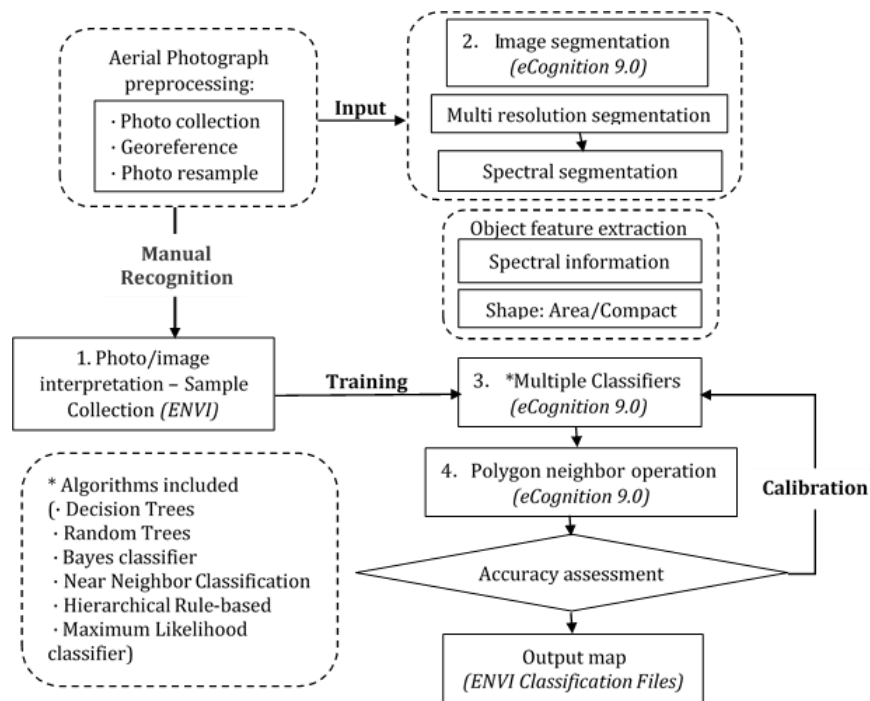 Aerial Photograph
preprocessing:
· Photo collection
· Georeference
· Photo resample
Input
2. Image segmentation
(eCognition 9.0)
Multi resolution segmentation
Spectral segmentation
Object feature extraction
Spectral information
Shape: Area/Compact
Manual
Recognition
1. Photo/image
interpretation – Sample
Collection (ENVI)
Training
3. *Multiple Classifiers
(eCognition 9.0)
4. Polygon neighbor operation
(eCognition 9.0)
Calibration
Accuracy assessment
Output map
(ENVI Classification Files)
* Algorithms included
(· Decision Trees
· Random Trees
· Bayes classifier
· Near Neighbor Classification
· Hierarchical Rule-based
· Maximum Likelihood
classifier)